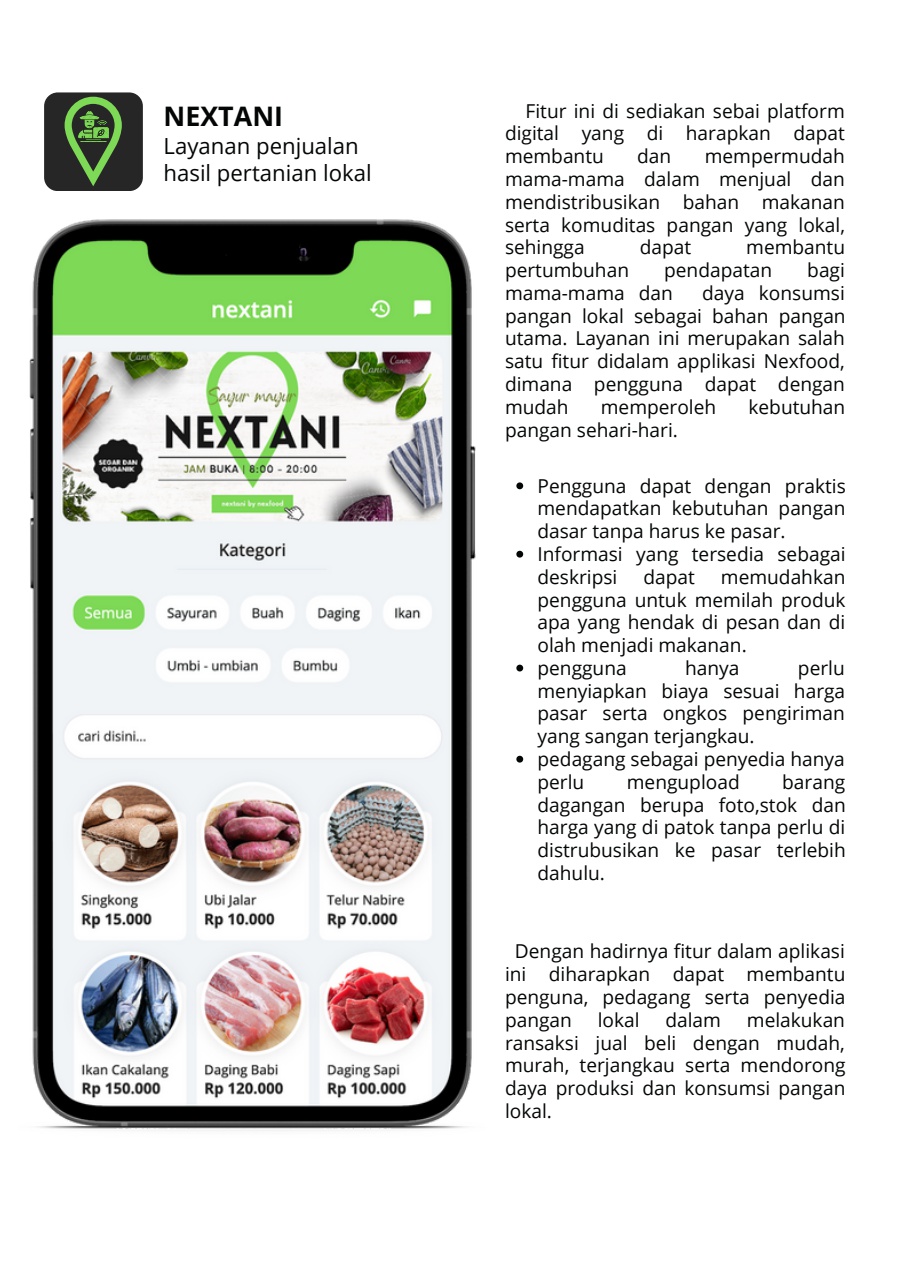 NEXTANI
Layanan penjualan
hasil pertanian lokal
nextani
Canva
Canva
Canva
Sayur mayur
NEXTANI
SEGAR DAN
ORGANIK
JAM BUKA | 8:00 - 20:00
nextani by nexfood
Kategori
Semua
Sayuran
Buah
Daging
Ikan
Umbi - umbian
Bumbu
cari disini...
Singkong
Rp 15.000
Ubi Jalar
Rp 10.000
Telur Nabire
Rp 70.000
Ikan Cakalang
Rp 150.000
Daging Babi
Rp 120.000
Daging Sapi
Rp 100.000
Fitur ini di sediakan sebai platform
digital yang di harapkan dapat
membantu dan mempermudah
mama-mama dalam menjual dan
mendistribusikan bahan makanan
serta komuditas pangan yang lokal,
sehingga dapat membantu
pertumbuhan pendapatan bagi
mama-mama dan daya konsumsi
pangan lokal sebagai bahan pangan
utama. Layanan ini merupakan salah
satu fitur didalam applikasi Nexfood,
dimana pengguna dapat dengan
mudah memperoleh kebutuhan
pangan sehari-hari.
• Pengguna dapat dengan praktis
mendapatkan kebutuhan pangan
dasar tanpa harus ke pasar.
• Informasi yang tersedia sebagai
deskripsi dapat memudahkan
pengguna untuk memilah produk
apa yang hendak di pesan dan di
olah menjadi makanan.
• pengguna hanya perlu
menyiapkan biaya sesuai harga
pasar serta ongkos pengiriman
yang sangan terjangkau.
• pedagang sebagai penyedia hanya
perlu mengupload barang
dagangan berupa foto,stok dan
harga yang di patok tanpa perlu di
distrubusikan ke pasar terlebih
dahulu.
Dengan hadirnya fitur dalam aplikasi
ini diharapkan dapat membantu
penguna, pedagang serta penyedia
pangan lokal dalam melakukan
ransaksi jual beli dengan mudah,
murah, terjangkau serta mendorong
daya produksi dan konsumsi pangan
lokal.